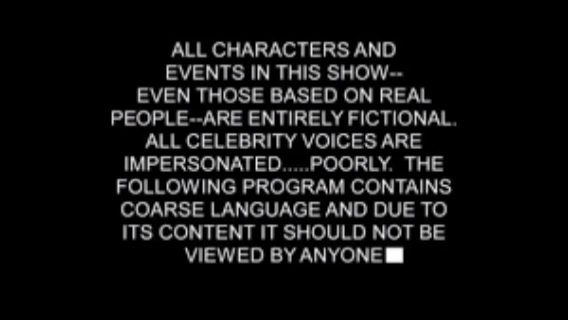 ALL CHARACTERS AND
EVENTS IN THIS SHOW--
EVEN THOSE BASED ON REAL
PEOPLE--ARE ENTIRELY FICTIONAL.
ALL CELEBRITY VOICES ARE
IMPERSONATED.....POORLY. THE
FOLLOWING PROGRAM CONTAINS
COARSE LANGUAGE AND DUE TO
ITS CONTENT IT SHOULD NOT BE
VIEWED BY ANYONE